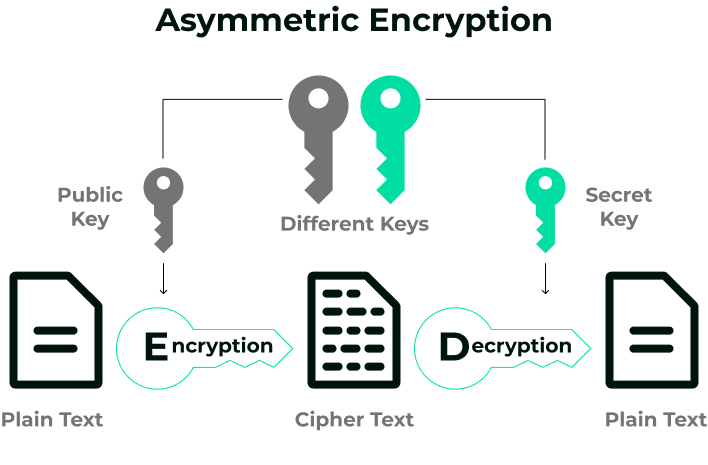 Asymmetric Encryption
Public
Key
Different Keys
Secret
Key
Encryption
Decryption
Plain Text
Cipher Text
Plain Text